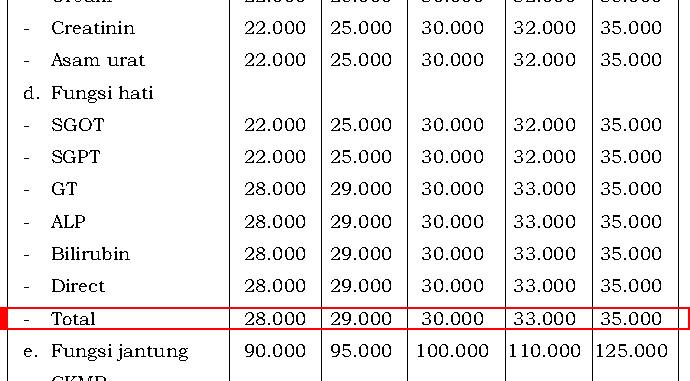 - Creatinin 22.000 25.000 30.000 32.000 35.000
- Asam urat 22.000 25.000 30.000 32.000 35.000
d. Fungsi hati
- SGOT 22.000 25.000 30.000 32.000 35.000
- SGPT 22.000 25.000 30.000 32.000 35.000
- GT 28.000 29.000 30.000 33.000 35.000
- ALP 28.000 29.000 30.000 33.000 35.000
- Bilirubin 28.000 29.000 30.000 33.000 35.000
- Direct 28.000 29.000 30.000 33.000 35.000
- Total 28.000 29.000 30.000 33.000 35.000
e. Fungsi jantung 90.000 95.000 100.000 110.000 125.000